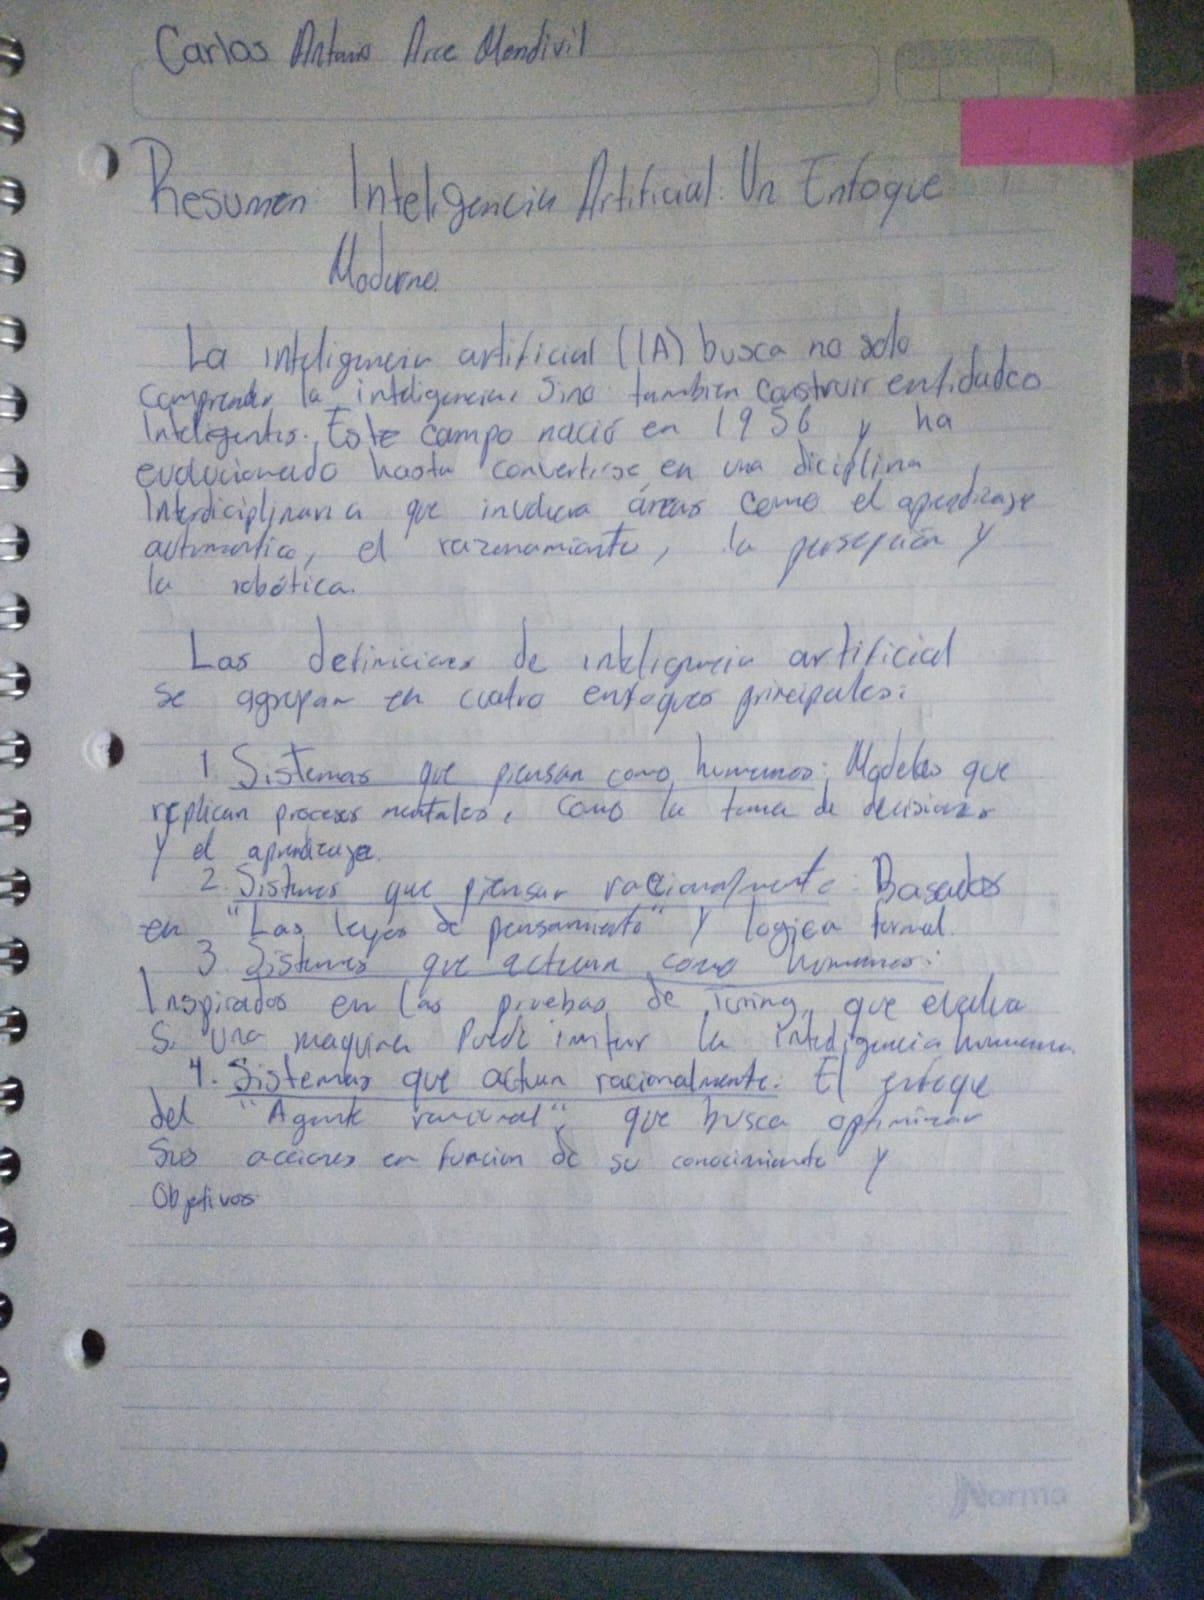 Carlos Antonio Arce Mendivil
Resumen Inteligencia Artificial. Un Enfoque
Moderno.
La inteligencia artificial (IA) busca no solo
comprender la inteligencia, sino tambien construir entidades
Inteligentes. Este campo nació en 1956 y ha
evolucionado hasta convertirse en una diciplina
Interdiciplinaria que involucra áreas como el aprendizaje
automatico, el razonamiento, la persepción y
la robótica.
Las definiciones de inteligencia artificial
se agrupan en cuatro enfoques principales:
1 Sistemas que piensan como humanos: Modelos que
replican procesos mentales, como la toma de decisiones
y el aprendizaje.
2. Sistemas que piensan racionalmente: Basados
en "Las leyes de pensamiento" y logica formal.
3. Sistemas que actuan como humanos:
Inspirados en las pruebas de Turing, que evalua
si una maquina puede imitar la inteligencia humana.
4. Sistemas que actuan racionalmente: El enfoque
del "Agente racional", que busca optimizar
sus acciones en funcion de su conocimiento y
Objetivos
Norma